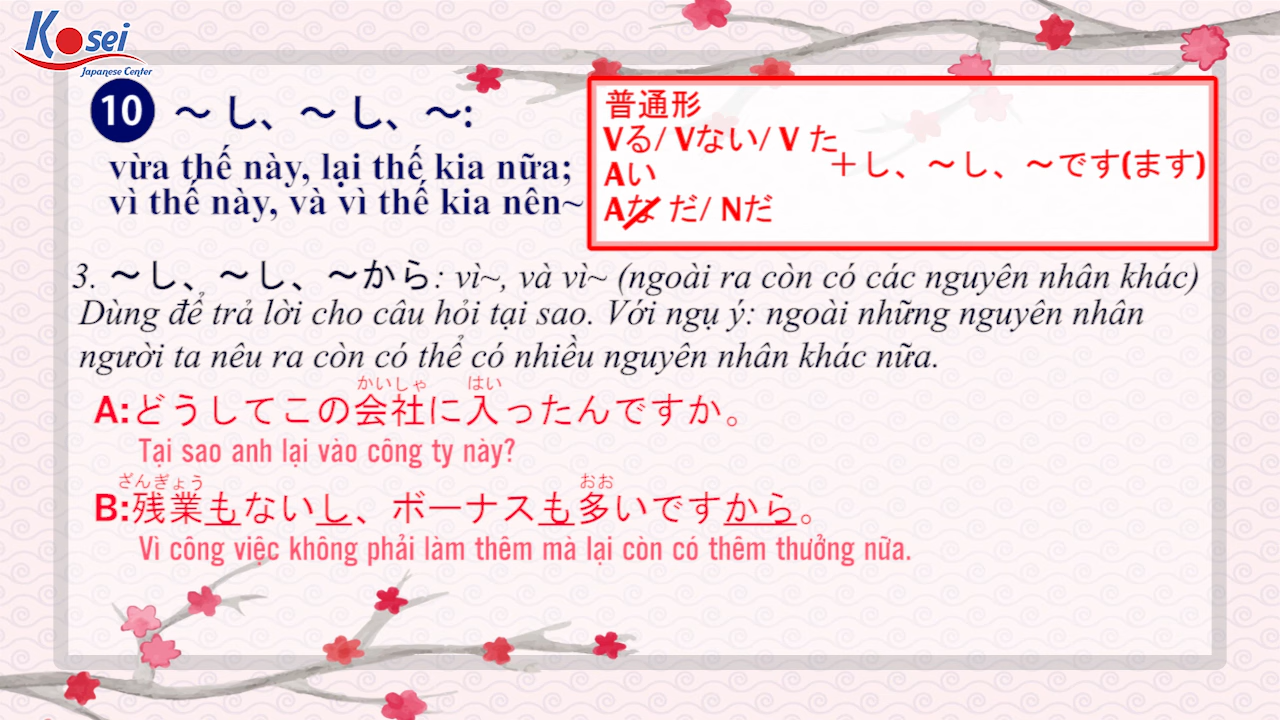 Kosei
Japanese Center
10 ～し、～し、～:
vừa thế này, lại thế kia nữa;
vì thế này, và vì thế kia nên~
普通形
Vる/ Vない/ V た
Aい
＋し、～し、～です(ます)
Aな だ/ Nだ
3. ～し、～し、～から: vì~, và vì~ (ngoài ra còn có các nguyên nhân khác)
Dùng để trả lời cho câu hỏi tại sao. Với ngụ ý: ngoài những nguyên nhân
người ta nêu ra còn có thể có nhiều nguyên nhân khác nữa.
かいしゃ はい
A:どうしてこの会社に入ったんですか。
Tại sao anh lại vào công ty này?
ざんぎょう おお
B:残業もないし、ボーナスも多いですから。
Vì công việc không phải làm thêm mà lại còn có thêm thưởng nữa.